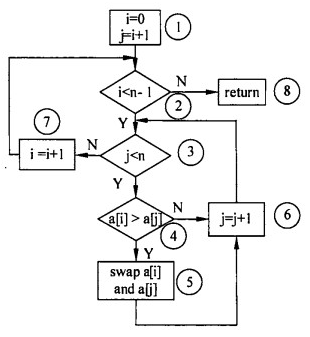 i=0
j=i+1
1
i<n-1
N
return
8
2
Y
7
i =i+1
N
j<n
3
Y
a[i] > a[j]
N
j=j+1
6
4
Y
swap a[i]
and a[j]
5